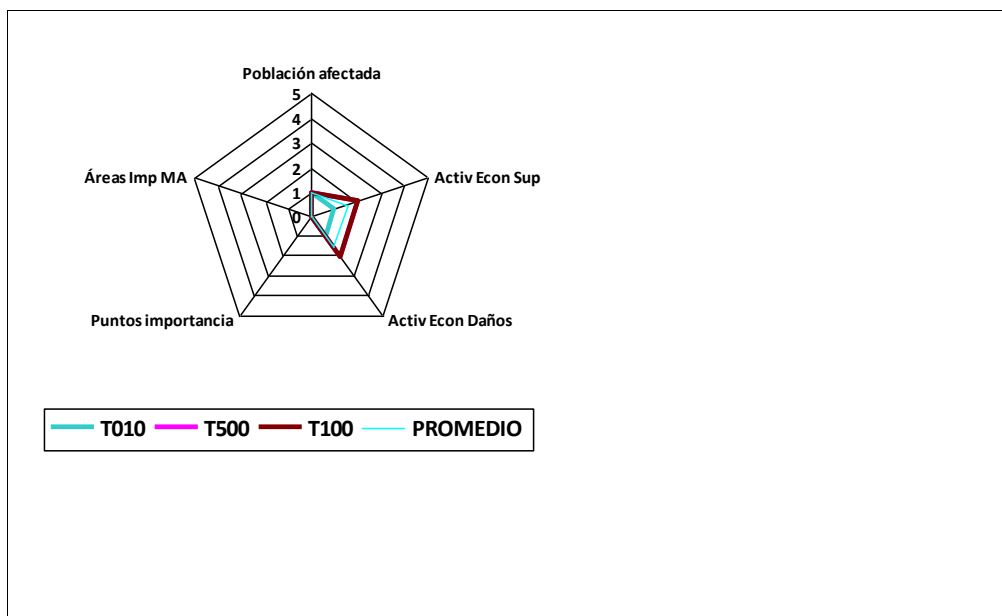 Población afectada
5
4
3
2
1
0
Áreas Imp MA
Activ Econ Sup
Puntos importancia
Activ Econ Daños
T010 T500 T100 PROMEDIO